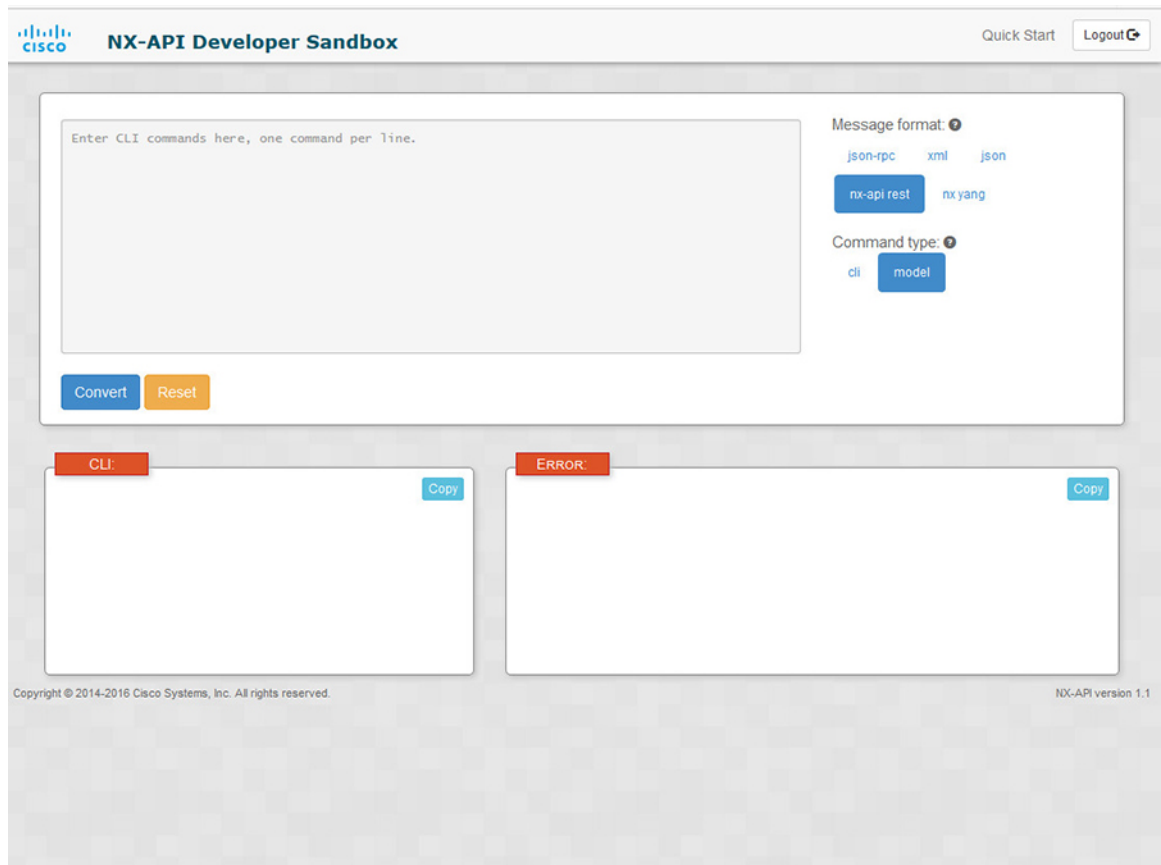 CISCO
NX-API Developer Sandbox
Quick Start
Logout
Enter CLI commands here, one command per line.
Message format:
json-rpc xml json
nx-api rest nx yang
Command type:
cli model
Convert Reset
CLI:
Copy
ERROR:
Copy
Copyright © 2014-2016 Cisco Systems, Inc. All rights reserved.
NX-API version 1.1